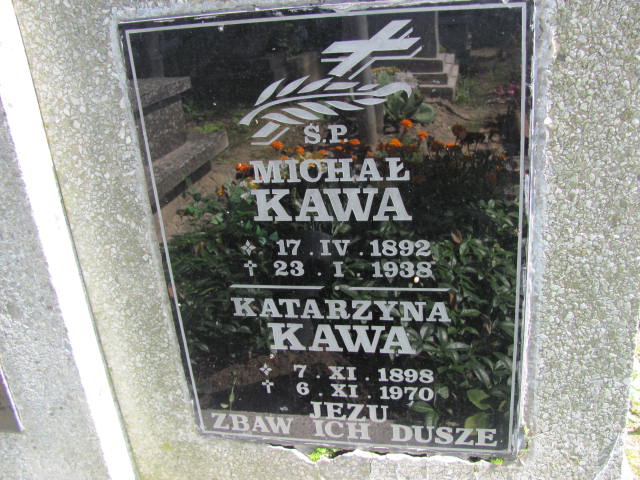 Ś.P.
MICHAŁ
KAWA
✧ 17.IV.1892
✝ 23.I.1938
KATARZYNA
KAWA
✧ 7.XI.1898
✝ 6.XI.1970
JEZU
ZBAW ICH DUSZE